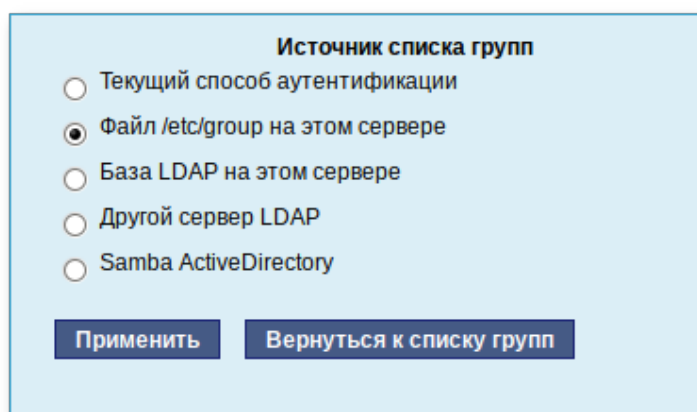 Источник списка групп
Текущий способ аутентификации
Файл /etc/group на этом сервере
База LDAP на этом сервере
Другой сервер LDAP
Samba ActiveDirectory
Применить
Вернуться к списку групп